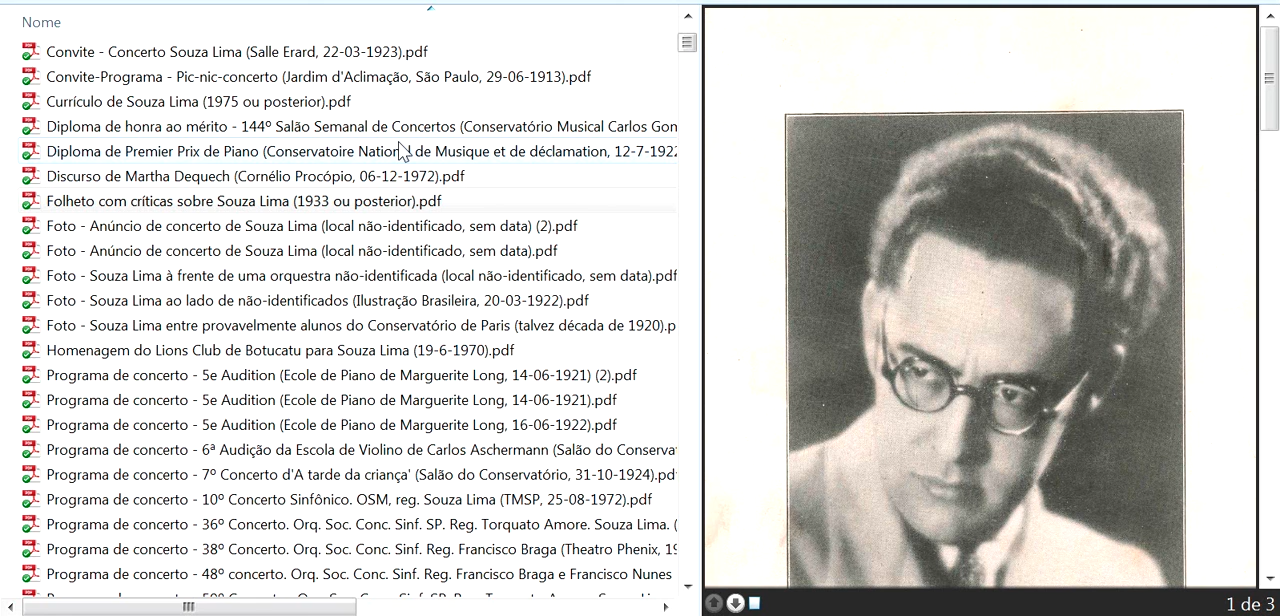 Nome
Convite - Concerto Souza Lima (Salle Erard, 22-03-1923).pdf
Convite-Programa - Pic-nic-concerto (Jardim d'Aclimação, São Paulo, 29-06-1913).pdf
Currículo de Souza Lima (1975 ou posterior).pdf
Diploma de honra ao mérito - 144º Salão Semanal de Concertos (Conservatório Musical Carlos Gon
Diploma de Premier Prix de Piano (Conservatoire National de Musique et de déclamation, 12-7-1922
Discurso de Martha Dequech (Cornélio Procópio, 06-12-1972).pdf
Folheto com críticas sobre Souza Lima (1933 ou posterior).pdf
Foto - Anúncio de concerto de Souza Lima (local não-identificado, sem data) (2).pdf
Foto - Anúncio de concerto de Souza Lima (local não-identificado, sem data).pdf
Foto - Souza Lima à frente de uma orquestra não-identificada (local não-identificado, sem data).pdf
Foto - Souza Lima ao lado de não-identificados (Ilustração Brasileira, 20-03-1922).pdf
Foto - Souza Lima entre provavelmente alunos do Conservatório de Paris (talvez década de 1920).p
Homenagem do Lions Club de Botucatu para Souza Lima (19-6-1970).pdf
Programa de concerto - 5e Audition (Ecole de Piano de Marguerite Long, 14-06-1921) (2).pdf
Programa de concerto - 5e Audition (Ecole de Piano de Marguerite Long, 14-06-1921).pdf
Programa de concerto - 5e Audition (Ecole de Piano de Marguerite Long, 16-06-1922).pdf
Programa de concerto - 6ª Audição da Escola de Violino de Carlos Aschermann (Salão do Conserva
Programa de concerto - 7º Concerto d'A tarde da criança' (Salão do Conservatório, 31-10-1924).pdf
Programa de concerto - 10º Concerto Sinfônico. OSM, reg. Souza Lima (TMSP, 25-08-1972).pdf
Programa de concerto - 36º Concerto. Orq. Soc. Conc. Sinf. SP. Reg. Torquato Amore. Souza Lima. (
Programa de concerto - 38º Concerto. Orq. Soc. Conc. Sinf. Reg. Francisco Braga (Theatro Phenix, 19
Programa de concerto - 48º concerto. Orq. Soc. Conc. Sinf. Reg. Francisco Braga e Francisco Nunes
1 de 3